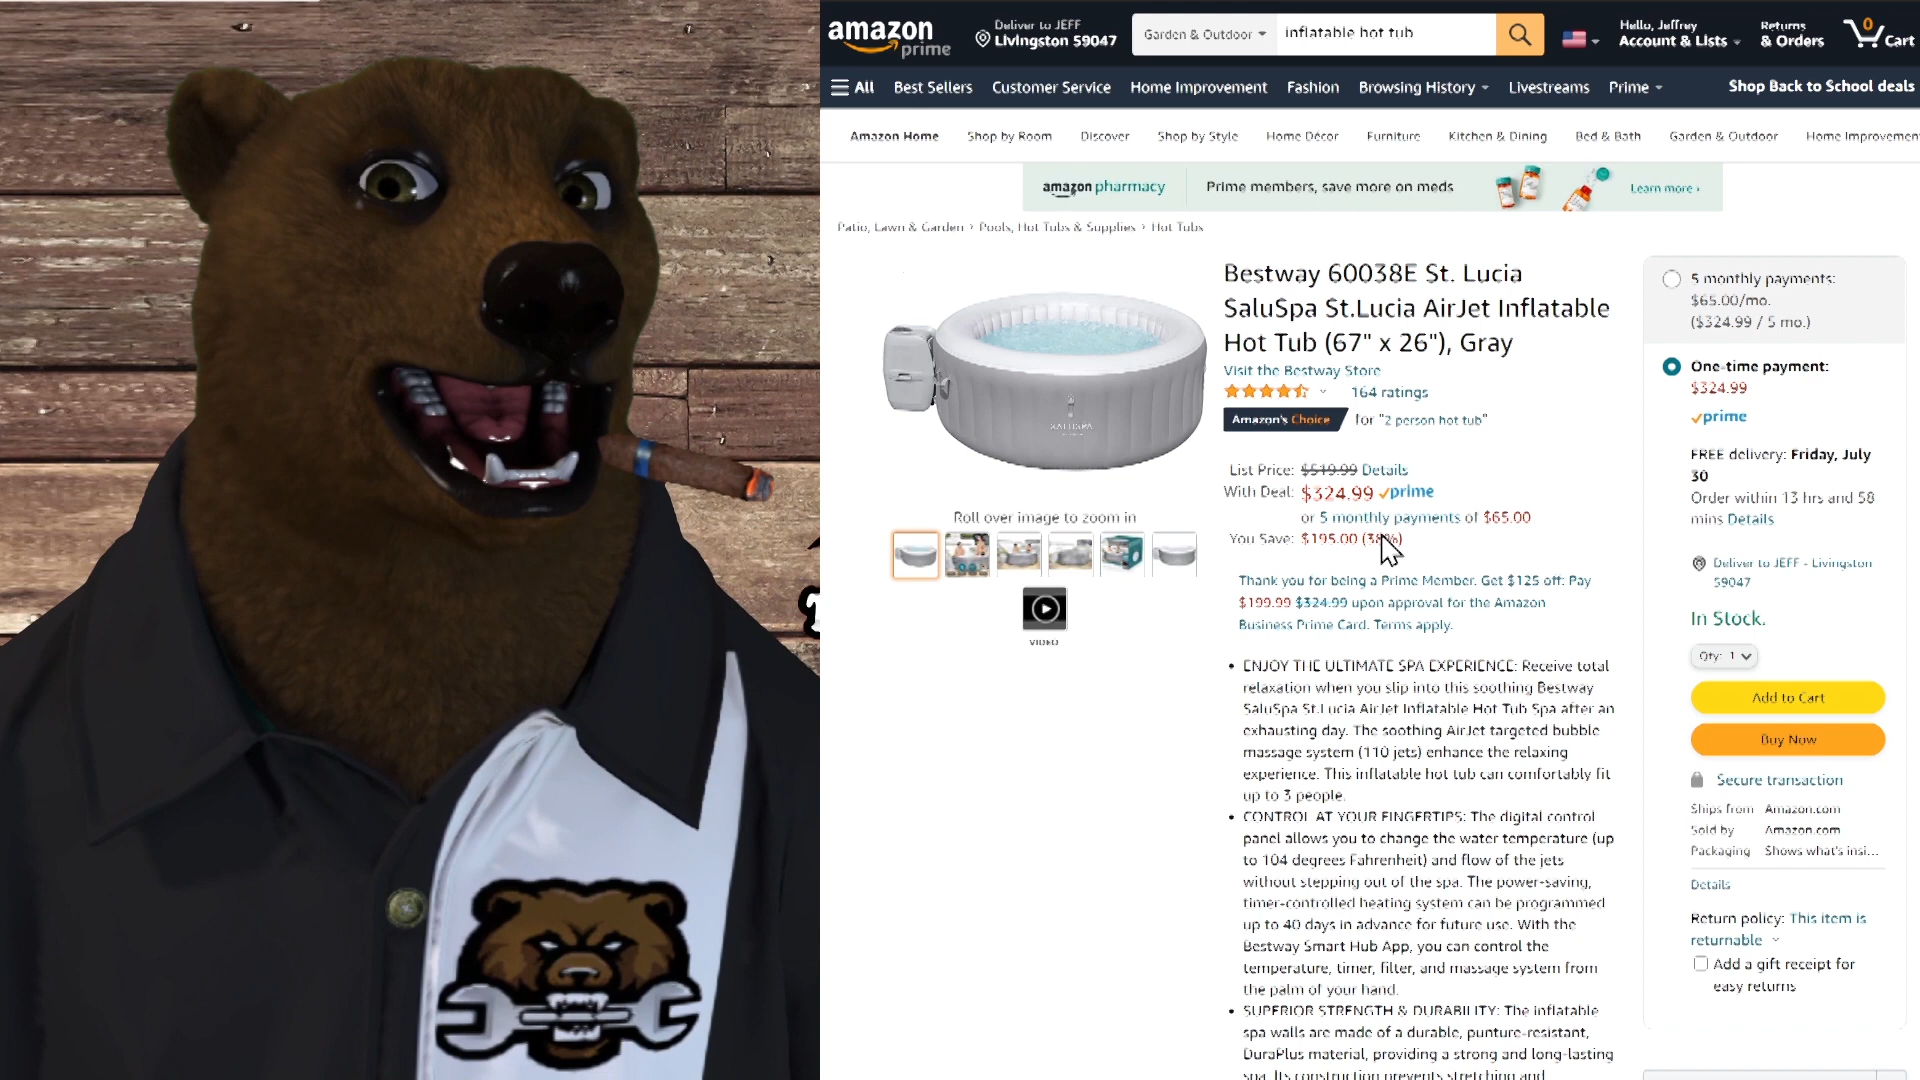 amazon prime
Deliver to JEFF
Livingston 59047
Garden & Outdoor
inflatable hot tub
Hello, Jeffrey
Account & Lists
Returns
& Orders
0
Cart
All
Best Sellers
Customer Service
Home Improvement
Fashion
Browsing History
Livestreams
Prime
Shop Back to School deals
Amazon Home
Shop by Room
Discover
Shop by Style
Home Décor
Furniture
Kitchen & Dining
Bed & Bath
Garden & Outdoor
Home Improvement
amazon pharmacy
Prime members, save more on meds
Learn more ›
Patio, Lawn & Garden › Pools, Hot Tubs & Supplies › Hot Tubs
SALUSPA
Roll over image to zoom in
VIDEO
Bestway 60038E St. Lucia
SaluSpa St.Lucia AirJet Inflatable
Hot Tub (67" x 26"), Gray
Visit the Bestway Store
164 ratings
Amazon's Choice for "2 person hot tub"
List Price: $519.99 Details
With Deal: $324.99 prime
or 5 monthly payments of $65.00
You Save: $195.00 (38%)
Thank you for being a Prime Member. Get $125 off: Pay
$199.99 $324.99 upon approval for the Amazon
Business Prime Card. Terms apply.
• ENJOY THE ULTIMATE SPA EXPERIENCE: Receive total
relaxation when you slip into this soothing Bestway
SaluSpa St.Lucia AirJet Inflatable Hot Tub Spa after an
exhausting day. The soothing AirJet targeted bubble
massage system (110 jets) enhance the relaxing
experience. This inflatable hot tub can comfortably fit
up to 3 people.
• CONTROL AT YOUR FINGERTIPS: The digital control
panel allows you to change the water temperature (up
to 104 degrees Fahrenheit) and flow of the jets
without stepping out of the spa. The power-saving,
timer-controlled heating system can be programmed
up to 40 days in advance for future use. With the
Bestway Smart Hub App, you can control the
temperature, timer, filter, and massage system from
the palm of your hand.
• SUPERIOR STRENGTH & DURABILITY: The inflatable
spa walls are made of a durable, punture-resistant,
DuraPlus material, providing a strong and long-lasting
spa. Its construction prevents stretching and
5 monthly payments:
$65.00/mo.
($324.99 / 5 mo.)
One-time payment:
$324.99
prime
FREE delivery: Friday, July
30
Order within 13 hrs and 58
mins Details
Deliver to JEFF - Livingston
59047
In Stock.
Qty: 1
Add to Cart
Buy Now
Secure transaction
Ships from Amazon.com
Sold by Amazon.com
Packaging Shows what's insi...
Details
Return policy: This item is
returnable
Add a gift receipt for
easy returns